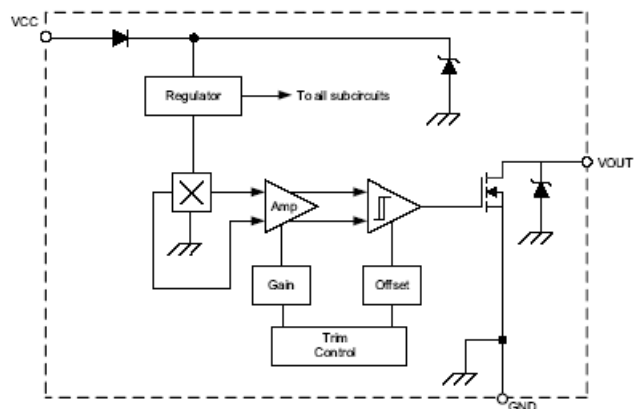 VCC
Regulator
To all subcircuits
VOUT
Amp
Gain
Offset
Trim
Control
GND